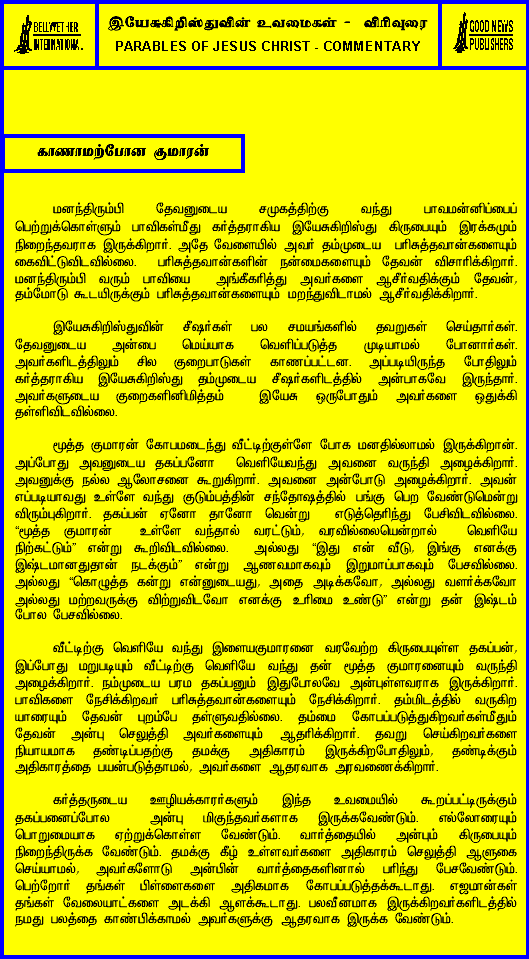 BELLWETHER
INTERNATIONAL
இயேசுகிறிஸ்துவின் உவமைகள் - விரிவுரை
PARABLES OF JESUS CHRIST - COMMENTARY
GOOD NEWS
PUBLISHERS
காணாமற்போன குமாரன்
மனந்திரும்பி தேவனுடைய சமுகத்திற்கு வந்து பாவமன்னிப்பைப்
பெற்றுக்கொள்ளும் பாவிகள்மீது கர்த்தராகிய இயேசுகிறிஸ்து கிருபையும் இரக்கமும்
நிறைந்தவராக இருக்கிறார். அதே வேளையில் அவர் தம்முடைய பரிசுத்தவான்களையும்
கைவிட்டுவிடவில்லை. பரிசுத்தவான்களின் நன்மைகளையும் தேவன் விசாரிக்கிறார்.
மனந்திரும்பி வரும் பாவியை அங்கீகரித்து அவர்களை ஆசீர்வதிக்கும் தேவன்,
தம்மோடு கூடயிருக்கும் பரிசுத்தவான்களையும் மறந்துவிடாமல் ஆசீர்வதிக்கிறார்.
இயேசுகிறிஸ்துவின் சீஷர்கள் பல சமயங்களில் தவறுகள் செய்தார்கள்.
தேவனுடைய அன்பை மெய்யாக வெளிப்படுத்த முடியாமல் போனார்கள்.
அவர்களிடத்திலும் சில குறைபாடுகள் காணப்பட்டன. அப்படியிருந்த போதிலும்
கர்த்தராகிய இயேசுகிறிஸ்து தம்முடைய சீஷர்களிடத்தில் அன்பாகவே இருந்தார்.
அவர்களுடைய குறைகளினிமித்தம் இயேசு ஒருபோதும் அவர்களை ஒதுக்கி
தள்ளிவிடவில்லை.
மூத்த குமாரன் கோபமடைந்து வீட்டிற்குள்ளே போக மனதில்லாமல் இருக்கிறான்.
அப்போது அவனுடைய தகப்பனோ வெளியேவந்து அவனை வருந்தி அழைக்கிறார்.
அவனுக்கு நல்ல ஆலோசனை கூறுகிறார். அவனை அன்போடு அழைக்கிறார். அவன்
எப்படியாவது உள்ளே வந்து குடும்பத்தின் சந்தோஷத்தில் பங்கு பெற வேண்டுமென்று
விரும்புகிறார். தகப்பன் ஏனோ தானோ வென்று எடுத்தெரிந்து பேசிவிடவில்லை.
“மூத்த குமாரன் உள்ளே வந்தால் வரட்டும், வரவில்லையென்றால் வெளியே
நிற்கட்டும்” என்று கூறிவிடவில்லை. அல்லது “இது என் வீடு, இங்கு எனக்கு
இஷ்டமானதுதான் நடக்கும்” என்று ஆணவமாகவும் இறுமாப்பாகவும் பேசவில்லை.
அல்லது “கொழுத்த கன்று என்னுடையது, அதை அடிக்கவோ, அல்லது வளர்க்கவோ
அல்லது மற்றவருக்கு விற்றுவிடவோ எனக்கு உரிமை உண்டு” என்று தன் இஷ்டம்
போல பேசவில்லை.
வீட்டிற்கு வெளியே வந்து இளையகுமாரனை வரவேற்ற கிருபையுள்ள தகப்பன்,
இப்போது மறுபடியும் வீட்டிற்கு வெளியே வந்து தன் மூத்த குமாரனையும் வருந்தி
அழைக்கிறார். நம்முடைய பரம தகப்பனும் இதுபோலவே அன்புள்ளவராக இருக்கிறார்.
பாவிகளை நேசிக்கிறவர் பரிசுத்தவான்களையும் நேசிக்கிறார். தம்மிடத்தில் வருகிற
யாரையும் தேவன் புறம்பே தள்ளுவதில்லை. தம்மை கோபப்படுத்துகிறவர்கள்மீதும்
தேவன் அன்பு செலுத்தி அவர்களையும் ஆதரிக்கிறார். தவறு செய்கிறவர்களை
நியாயமாக தண்டிப்பதற்கு தமக்கு அதிகாரம் இருக்கிறபோதிலும், தண்டிக்கும்
அதிகாரத்தை பயன்படுத்தாமல், அவர்களை ஆதரவாக அரவணைக்கிறார்.
கர்த்தருடைய ஊழியக்காரர்களும் இந்த உவமையில் கூறப்பட்டிருக்கும்
தகப்பனைப்போல அன்பு மிகுந்தவர்களாக இருக்கவேண்டும். எல்லோரையும்
பொறுமையாக ஏற்றுக்கொள்ள வேண்டும். வார்த்தையில் அன்பும் கிருபையும்
நிறைந்திருக்க வேண்டும். தமக்கு கீழ் உள்ளவர்களை அதிகாரம் செலுத்தி ஆளுகை
செய்யாமல், அவர்களோடு அன்பின் வார்த்தைகளினால் பரிந்து பேசவேண்டும்.
பெற்றோர் தங்கள் பிள்ளைகளை அதிகமாக கோபப்படுத்தக்கூடாது. எஜமான்கள்
தங்கள் வேலையாட்களை அடக்கி ஆளக்கூடாது. பலவீனமாக இருக்கிறவர்களிடத்தில்
நமது பலத்தை காண்பிக்காமல் அவர்களுக்கு ஆதரவாக இருக்க வேண்டும்.